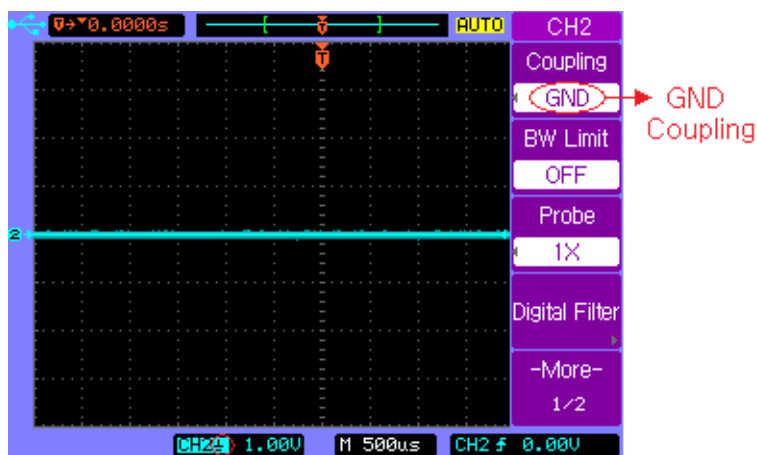 0.0000s T AUTO CH2
T
Coupling
GND
GND
Coupling
BW Limit
OFF
2
Probe
1X
Digital Filter
-More-
1/2
CH2 1.00V M 500us CH2 0.00V